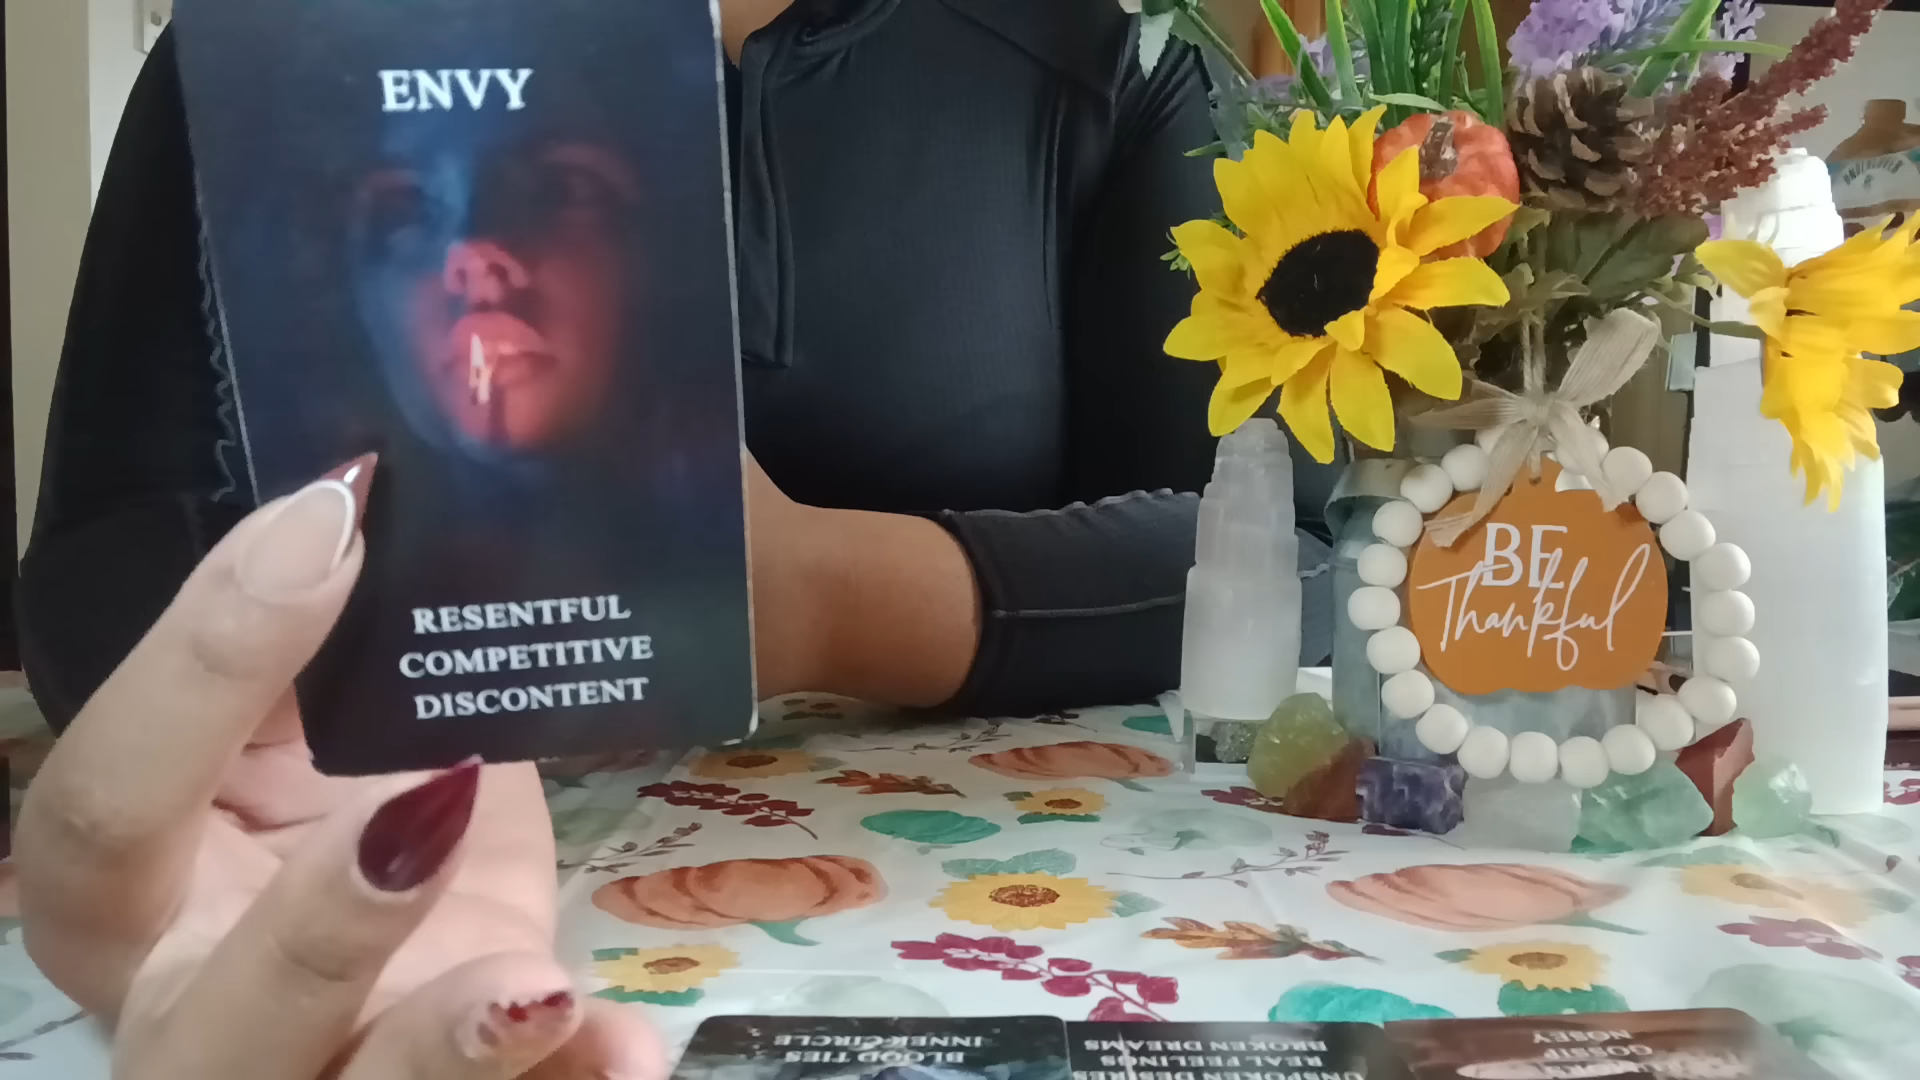 ENVY
RESENTFUL
COMPETITIVE
DISCONTENT
BE
Thankful
BLOOD TIES
INNER CIRCLE
UNSPOKEN DESIRES
REAL FEELINGS
BROKEN DREAMS
GOSSIP
NOSEY